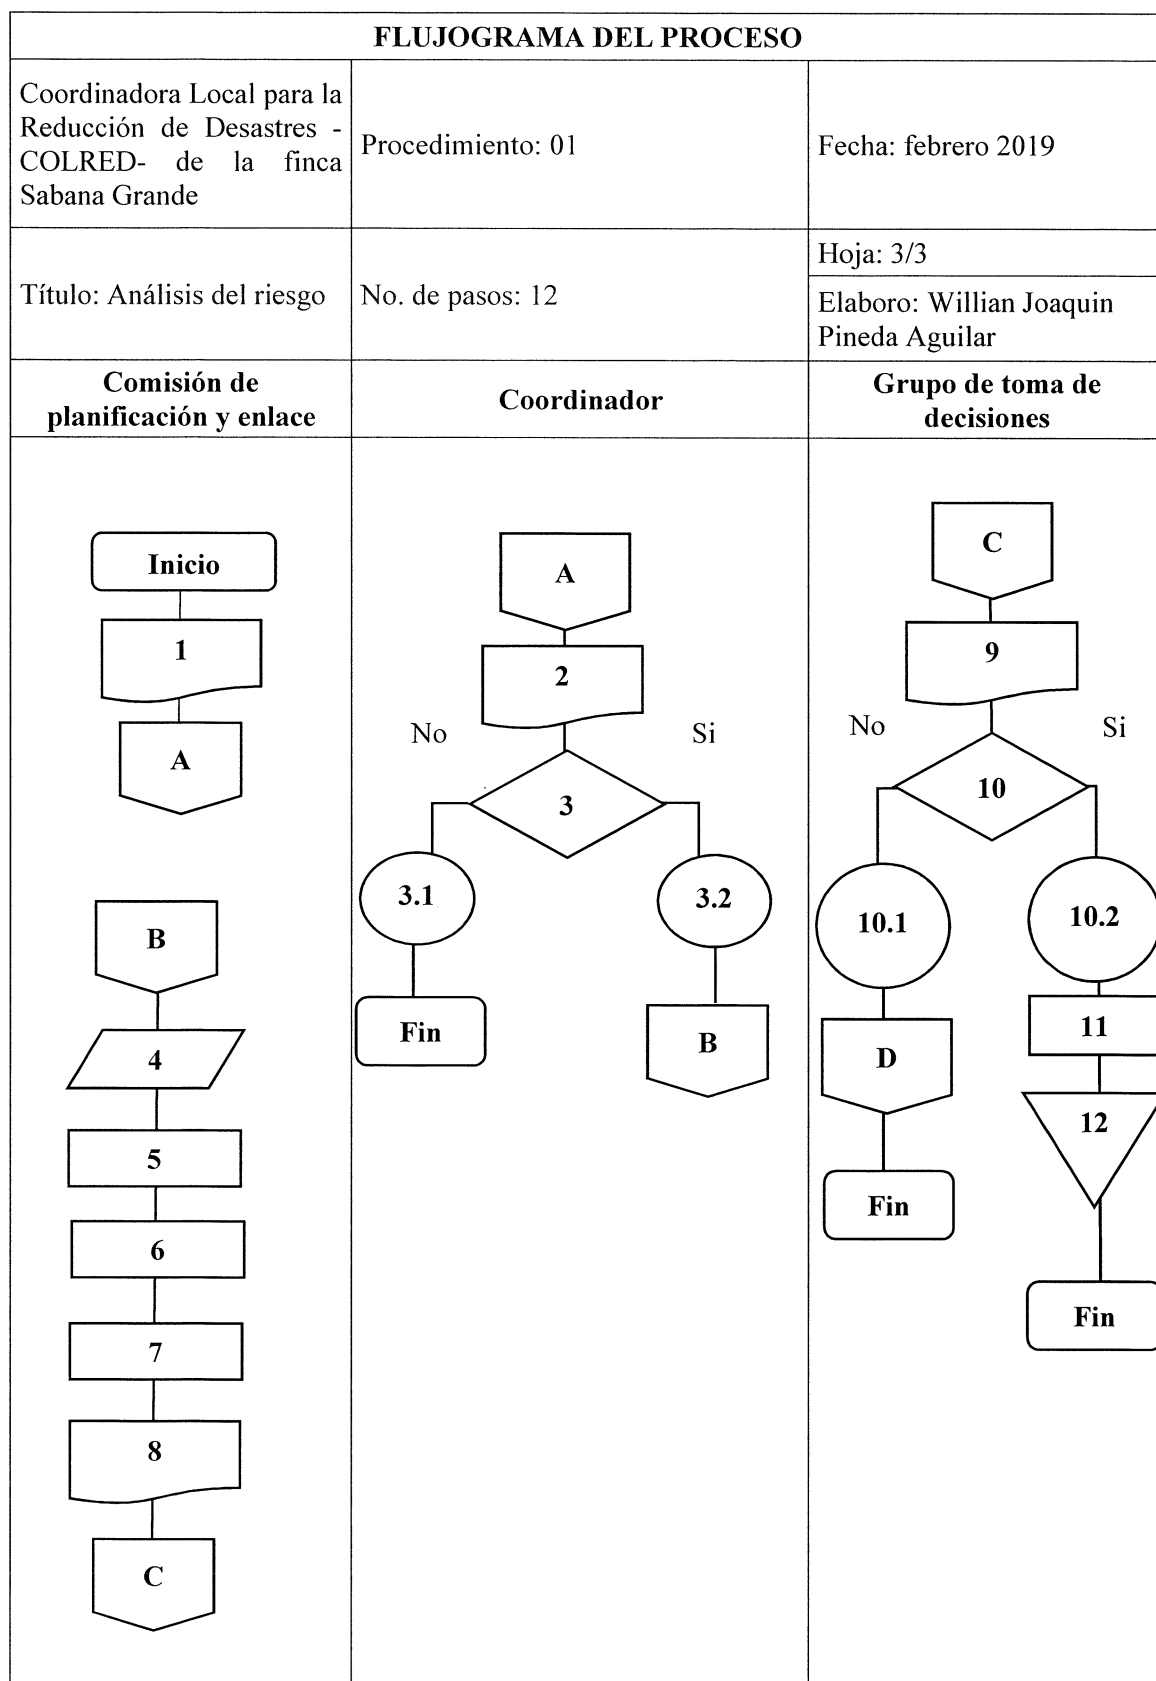 FLUJOGRAMA DEL PROCESO
Coordinadora Local para la
Reducción de Desastres -
COLRED- de la finca
Sabana Grande
Procedimiento: 01
Fecha: febrero 2019
Título: Análisis del riesgo
No. de pasos: 12
Hoja: 3/3
Elaboro: Willian Joaquin
Pineda Aguilar
Comisión de
planificación y enlace
Coordinador
Grupo de toma de
decisiones
Inicio
1
A
B
4
5
6
7
8
C
A
2
No
Si
3
3.1
3.2
Fin
B
C
9
No
Si
10
10.1
10.2
D
11
12
Fin
Fin